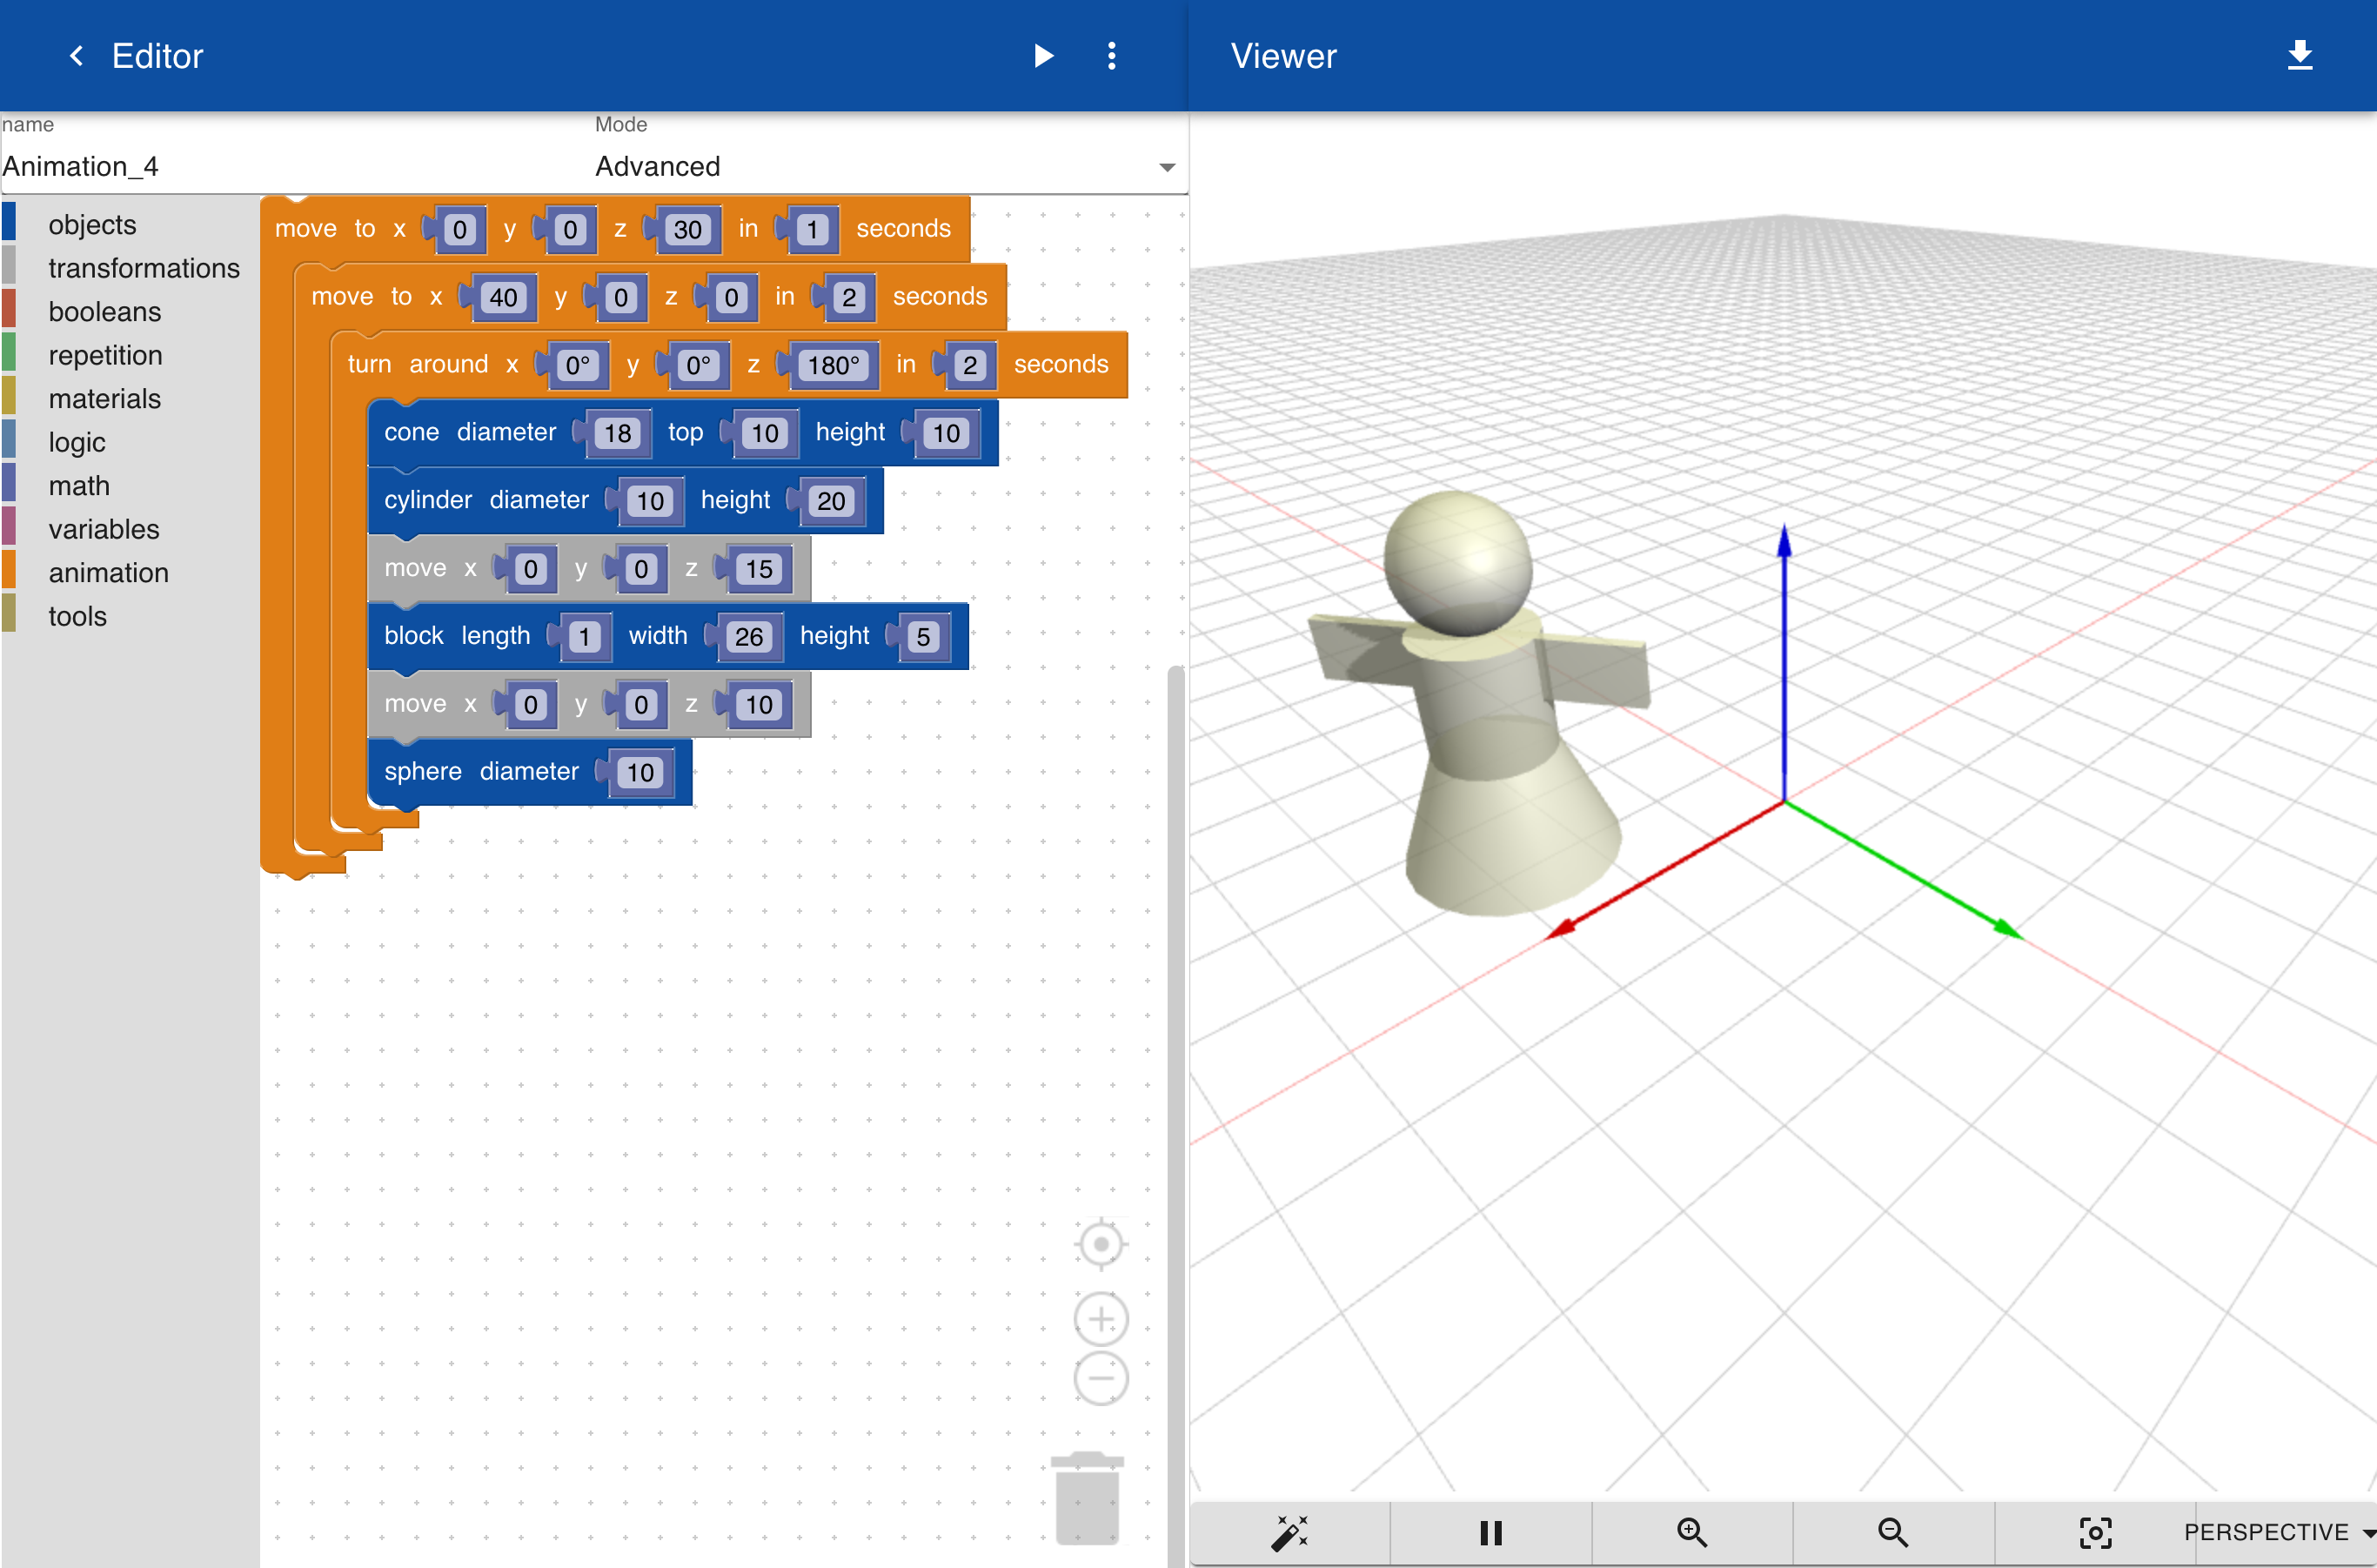 Editor
Viewer
name
Mode
Animation_4
Advanced
objects
transformations
booleans
repetition
materials
logic
math
variables
animation
tools
move to x 0 y 0 z 30 in 1 seconds
move to x 40 y 0 z 0 in 2 seconds
turn around x 0° y 0° z 180° in 2 seconds
cone diameter 18 top 10 height 10
cylinder diameter 10 height 20
move x 0 y 0 z 15
block length 1 width 26 height 5
move x 0 y 0 z 10
sphere diameter 10
PERSPECTIVE